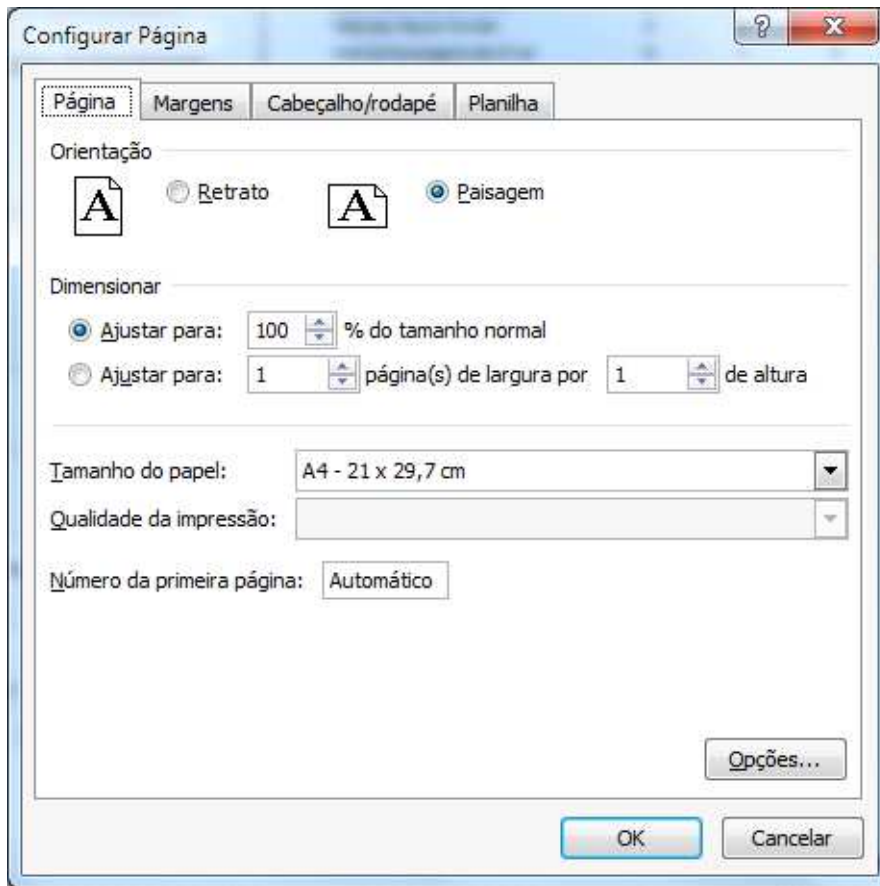 Configurar Página
Página Margens Cabeçalho/rodapé Planilha
Orientação
A Retrato A Paisagem
Dimensionar
Ajustar para: 100 % do tamanho normal
Ajustar para: 1 página(s) de largura por 1 de altura
Tamanho do papel: A4 - 21 x 29,7 cm
Qualidade da impressão:
Número da primeira página: Automático
Opções...
OK Cancelar